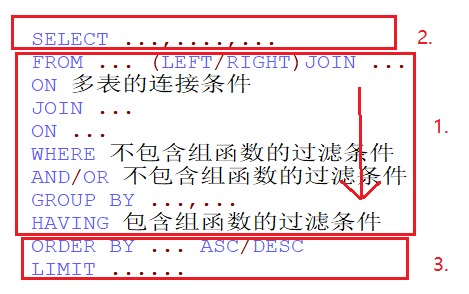 SELECT ...,....,... 2.
FROM ... (LEFT/RIGHT)JOIN ...
ON 多表的连接条件
JOIN ...
ON ... 1.
WHERE 不包含组函数的过滤条件
AND/OR 不包含组函数的过滤条件
GROUP BY ...,...
HAVING 包含组函数的过滤条件
ORDER BY ... ASC/DESC
LIMIT ...... 3.